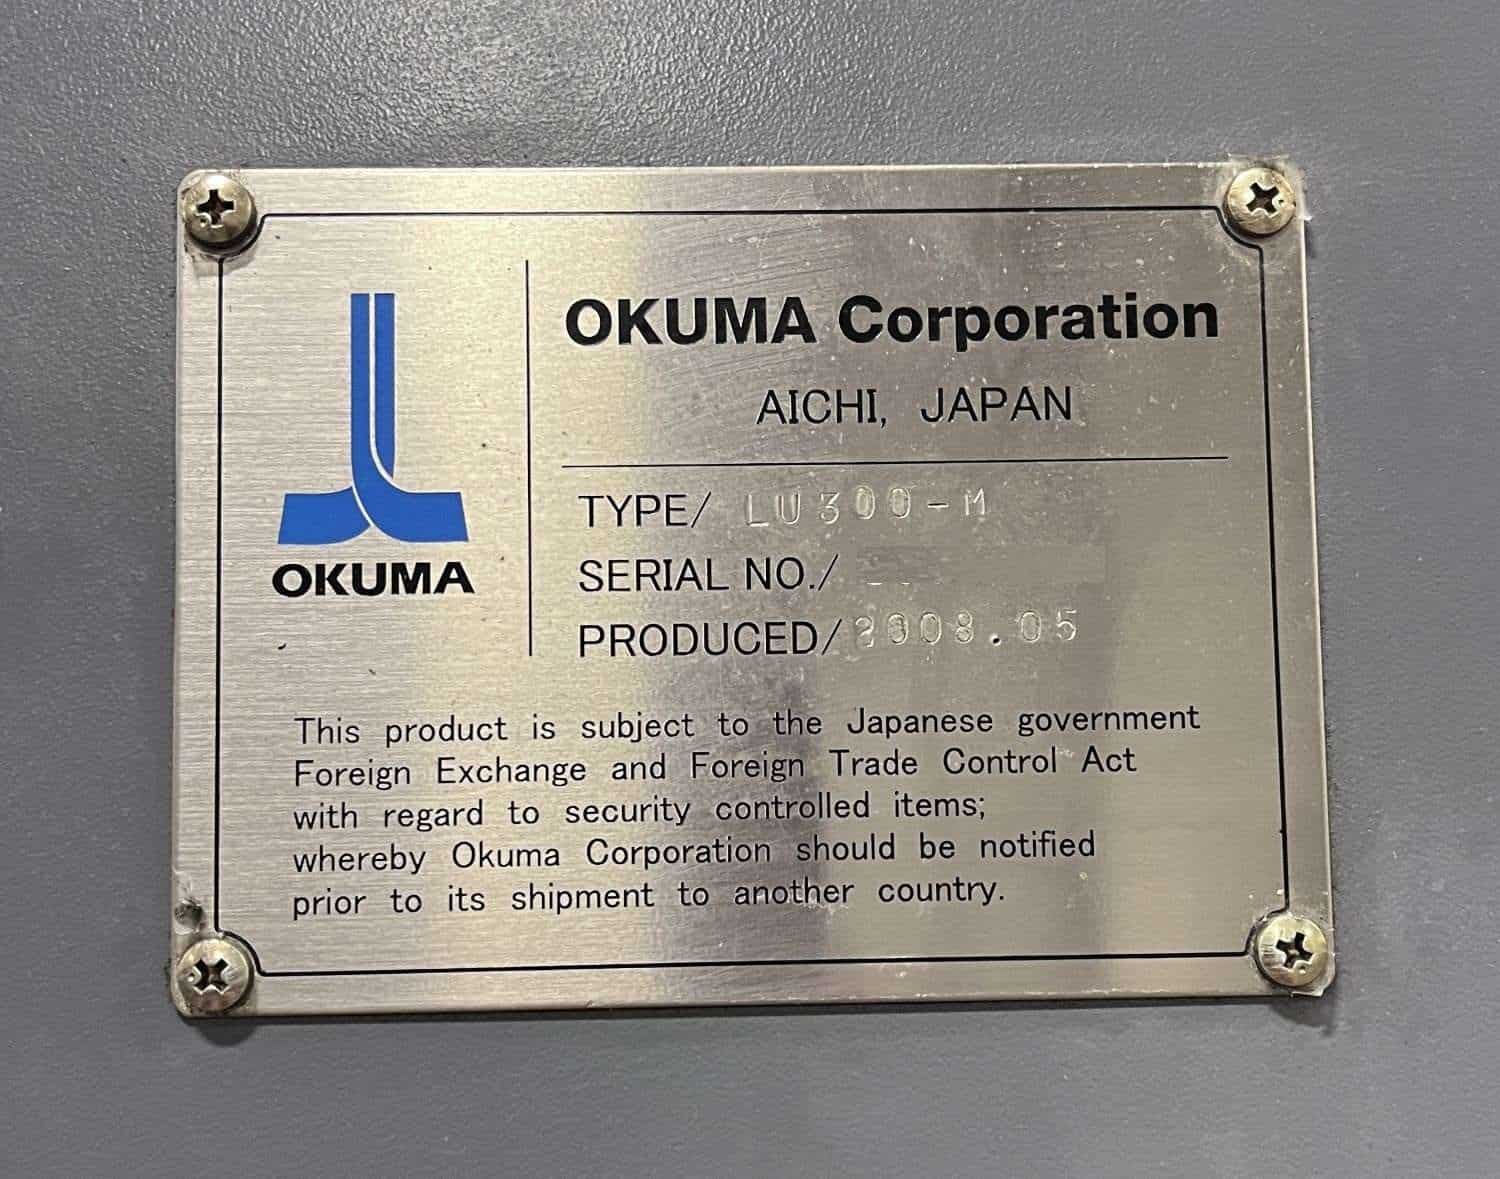 OKUMA
OKUMA Corporation
AICHI, JAPAN
TYPE/ LU300-M
SERIAL NO./
PRODUCED/2008.05
This product is subject to the Japanese government
Foreign Exchange and Foreign Trade Control Act
with regard to security controlled items;
whereby Okuma Corporation should be notified
prior to its shipment to another country.